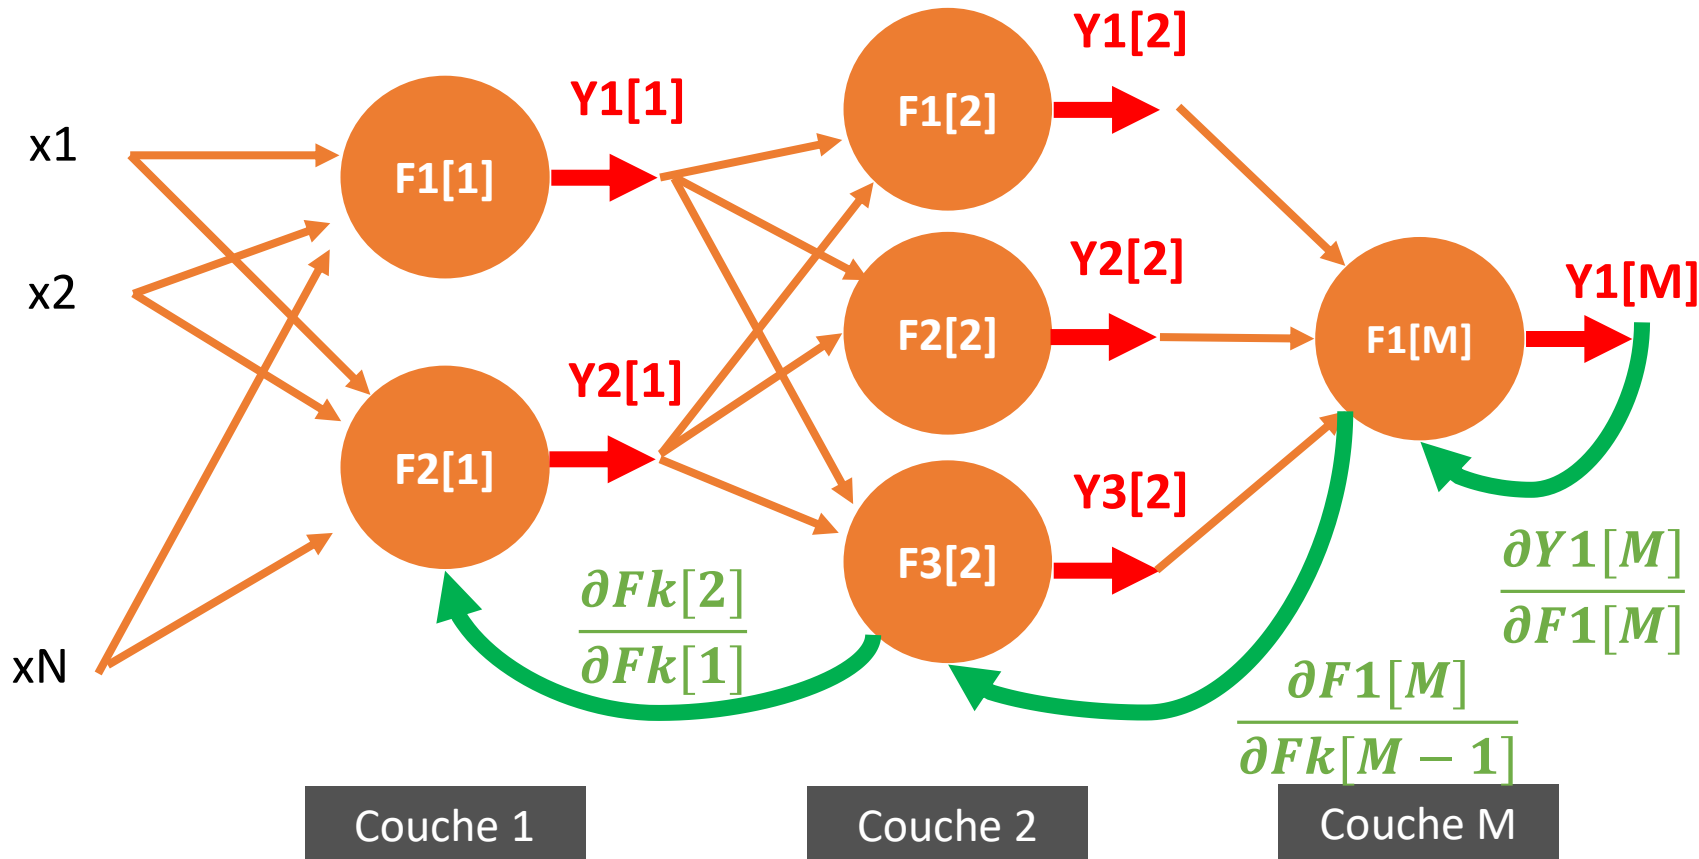 x1
x2
xN
F1[1]
F2[1]
Y1[1]
Y2[1]
F1[2]
F2[2]
F3[2]
Y1[2]
Y2[2]
Y3[2]
F1[M]
Y1[M]
∂Fk[2]
∂Fk[1]
∂F1[M]
∂Fk[M − 1]
∂Y1[M]
∂F1[M]
Couche 1
Couche 2
Couche M